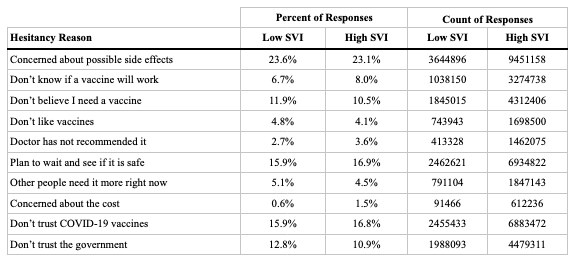 Percent of Responses Count of Responses
Hesitancy Reason Low SVI High SVI Low SVI High SVI
Concerned about possible side effects 23.6% 23.1% 3644896 9451158
Don't know if a vaccine will work 6.7% 8.0% 1038150 3274738
Don't believe I need a vaccine 11.9% 10.5% 1845015 4312406
Don't like vaccines 4.8% 4.1% 743943 1698500
Doctor has not recommended it 2.7% 3.6% 413328 1462075
Plan to wait and see if it is safe 15.9% 16.9% 2462621 6934822
Other people need it more right now 5.1% 4.5% 791104 1847143
Concerned about the cost 0.6% 1.5% 91466 612236
Don't trust COVID-19 vaccines 15.9% 16.8% 2455433 6883472
Don't trust the government 12.8% 10.9% 1988093 4479311